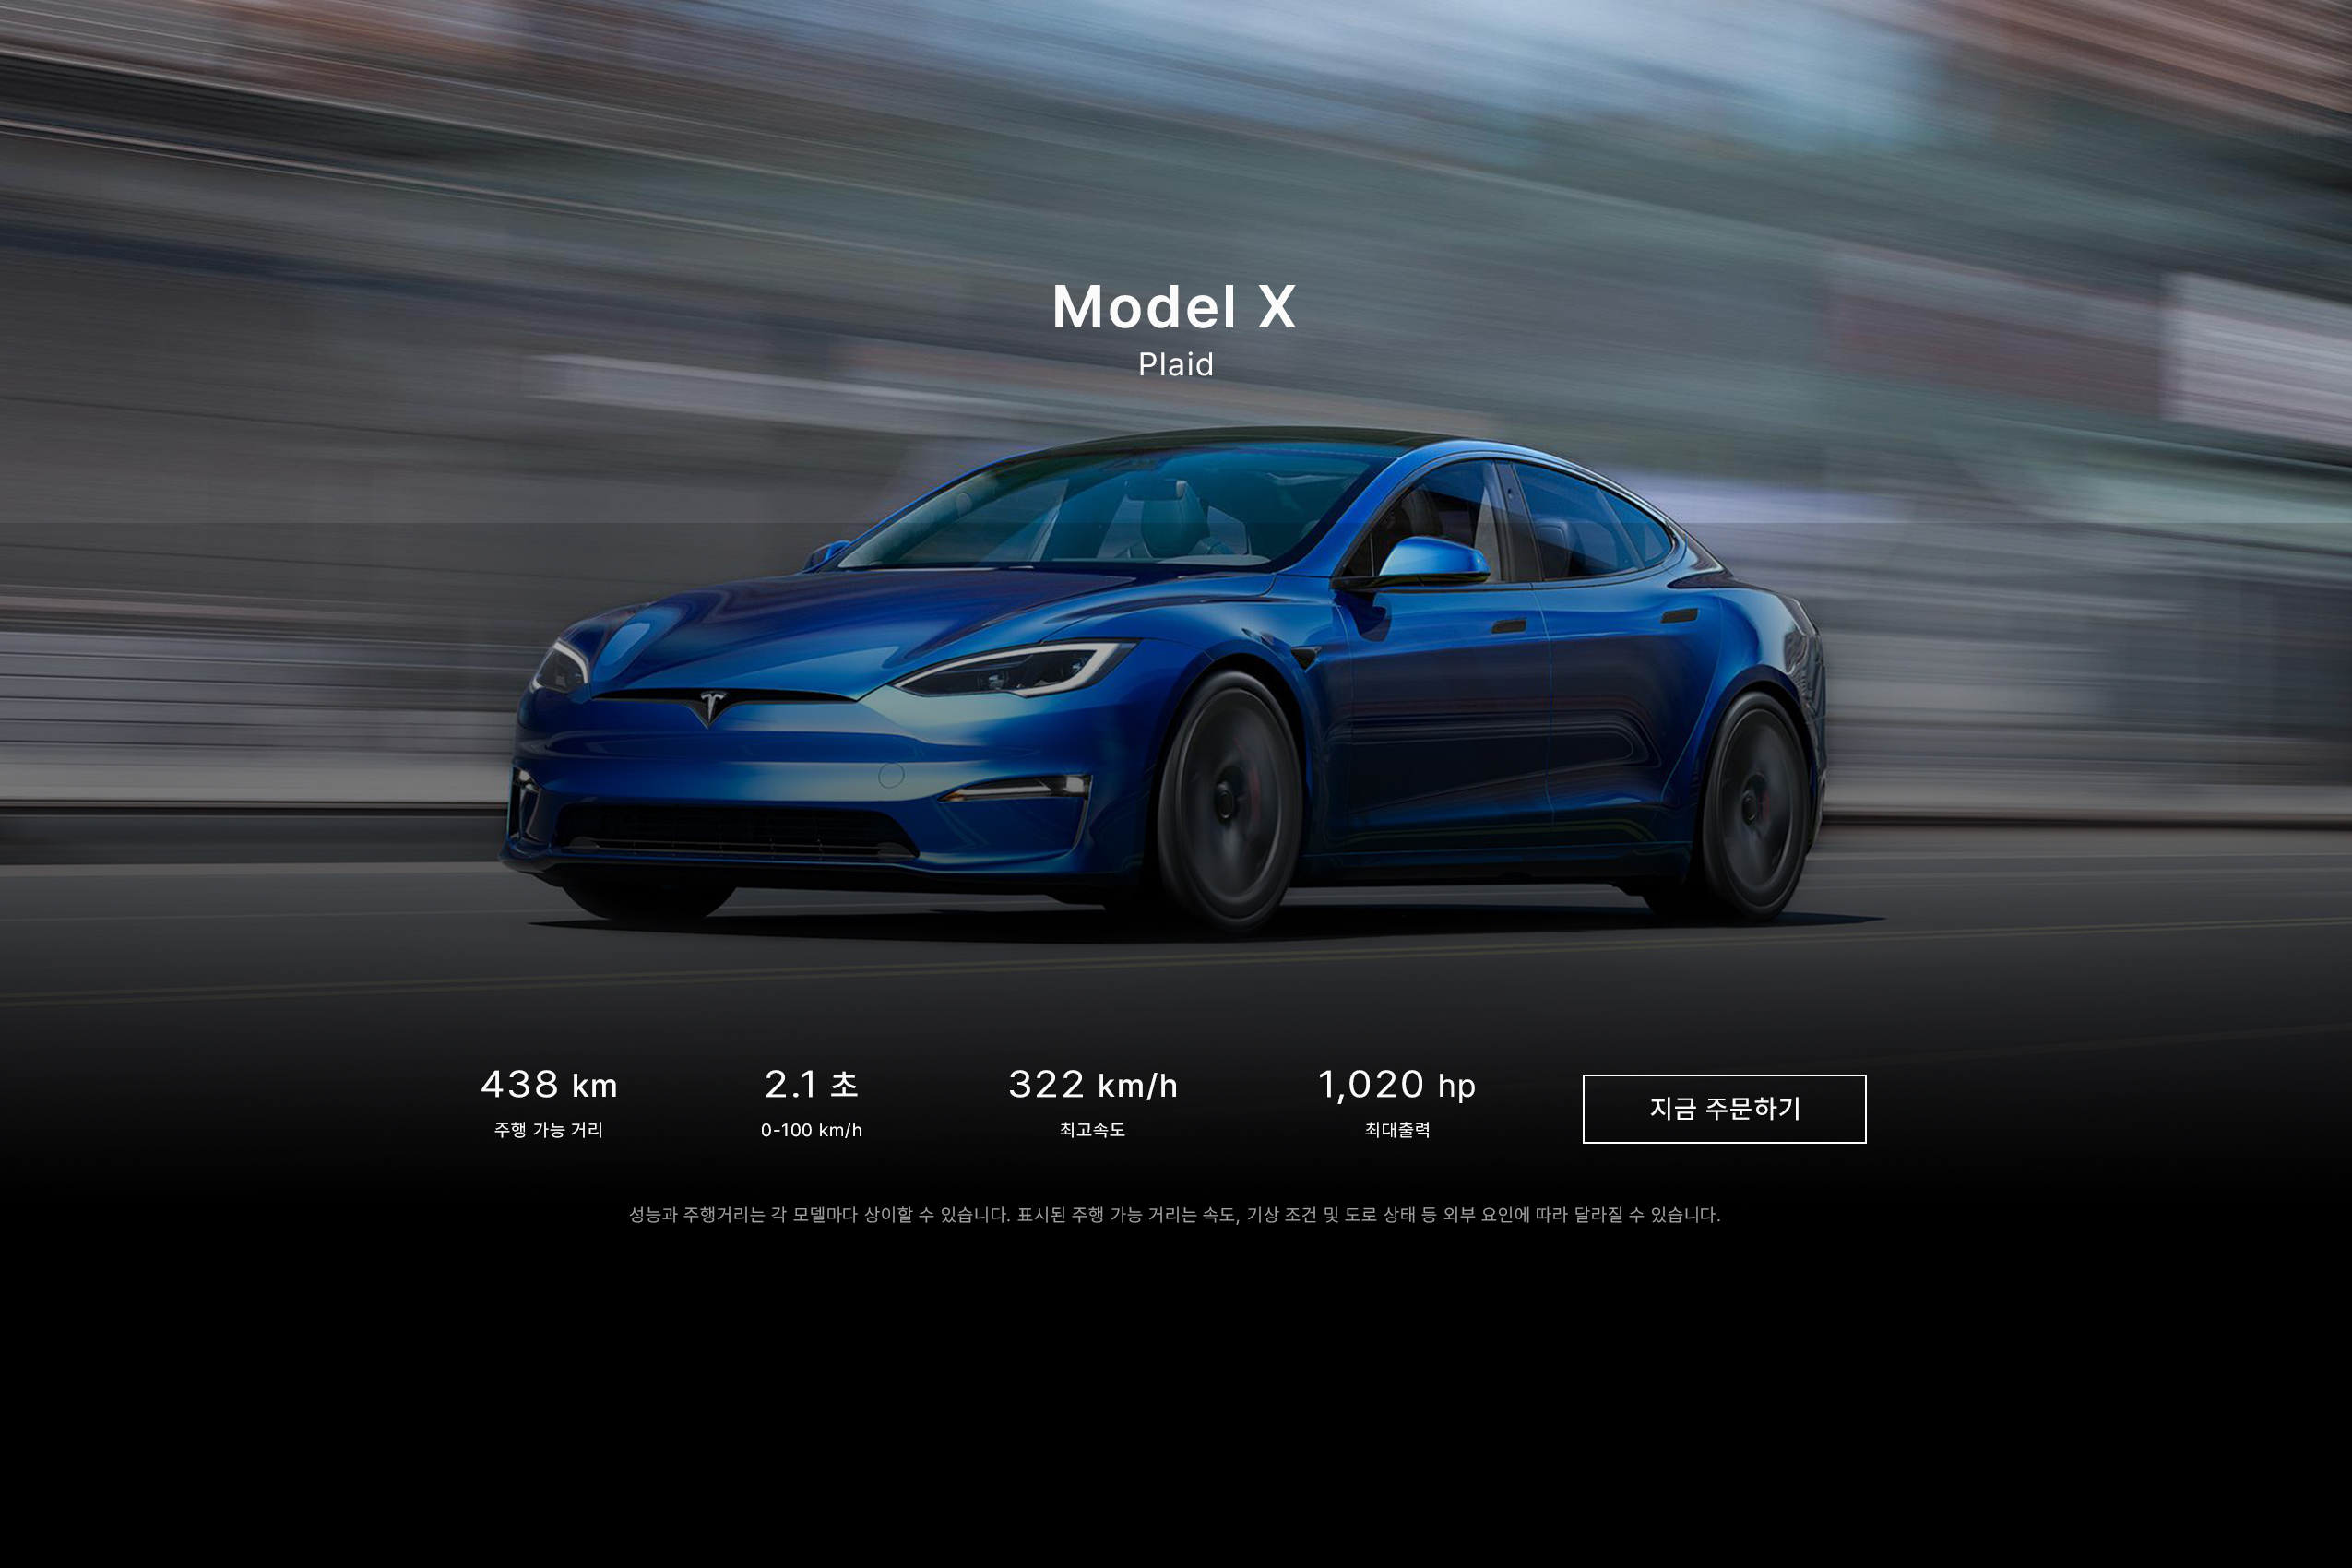 Model X
Plaid
438 km
주행 가능 거리
2.1 초
0-100 km/h
322 km/h
최고속도
1,020 hp
최대출력
지금 주문하기
성능과 주행거리는 각 모델마다 상이할 수 있습니다. 표시된 주행 가능 거리는 속도, 기상 조건 및 도로 상태 등 외부 요인에 따라 달라질 수 있습니다.